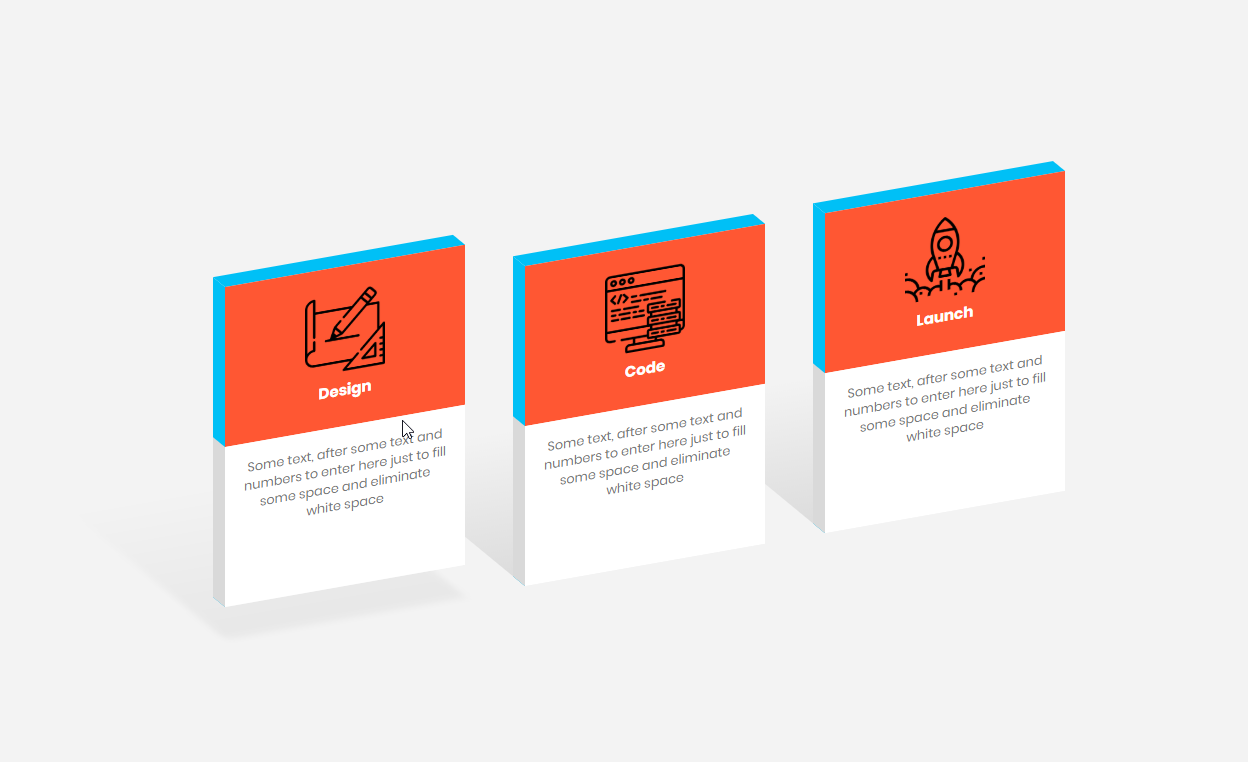 Design
Some text, after some text and
numbers to enter here just to fill
some space and eliminate
white space
</>
Code
Some text, after some text and
numbers to enter here just to fill
some space and eliminate
white space
Launch
Some text, after some text and
numbers to enter here just to fill
some space and eliminate
white space